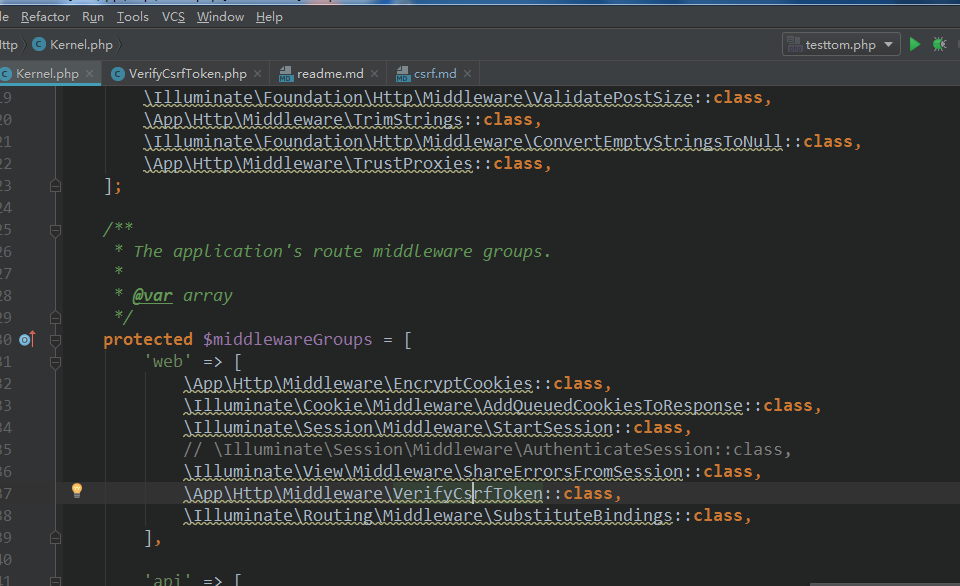 le Refactor Run Tools VCS Window Help
Http Kernel.php testtom.php
Kernel.php VerifyCsrfToken.php readme.md csrf.md
19 \Illuminate\Foundation\Http\Middleware\ValidatePostSize::class,
20 \App\Http\Middleware\TrimStrings::class,
21 \Illuminate\Foundation\Http\Middleware\ConvertEmptyStringsToNull::class,
22 \App\Http\Middleware\TrustProxies::class,
23 ];
24
25 /**
26 * The application's route middleware groups.
27 *
28 * @var array
29 */
30 protected $middlewareGroups = [
31 'web' => [
32 \App\Http\Middleware\EncryptCookies::class,
33 \Illuminate\Cookie\Middleware\AddQueuedCookiesToResponse::class,
34 \Illuminate\Session\Middleware\StartSession::class,
35 // \Illuminate\Session\Middleware\AuthenticateSession::class,
36 \Illuminate\View\Middleware\ShareErrorsFromSession::class,
37 \App\Http\Middleware\VerifyCsrfToken::class,
38 \Illuminate\Routing\Middleware\SubstituteBindings::class,
39 ],
40
41 'api' => [